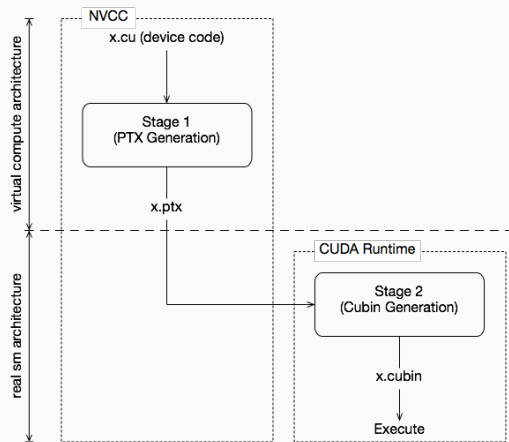 NVCC
x.cu (device code)
Stage 1
(PTX Generation)
x.ptx
virtual compute architecture
CUDA Runtime
Stage 2
(Cubin Generation)
x.cubin
Execute
real sm architecture